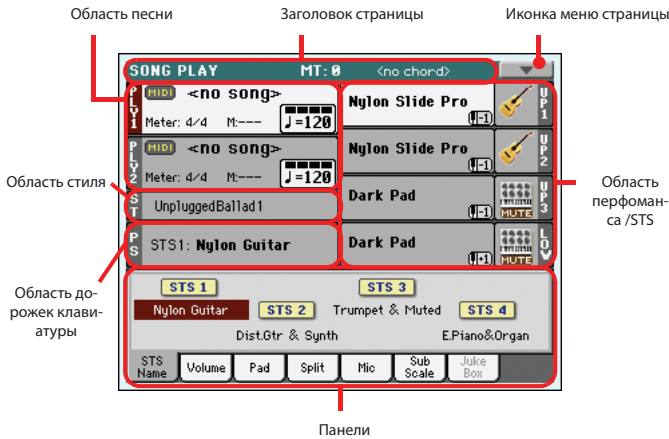 Область песни
Заголовок страницы
Иконка меню страницы
SONG PLAY MT: 0 <no chord>
PLY1
MIDI <no song>
Meter: 4/4 M:--- ♩=120
Nylon Slide Pro
-1
UP1
PLY2
MIDI <no song>
Meter: 4/4 M:--- ♩=120
Nylon Slide Pro
-1
UP2
Область стиля
ST
UnpluggedBallad1
Dark Pad
-1
MUTE
UP3
Область
перфоман-
са /STS
PS
STS1: Nylon Guitar
Dark Pad
+1
MUTE
LOW
Область до-
рожек клави-
атуры
STS 1
STS 3
Nylon Guitar
STS 2
Trumpet & Muted
STS 4
Dist.Gtr & Synth
E.Piano&Organ
STS
Name
Volume
Pad
Split
Mic
Sub
Scale
Juke
Box
Панели